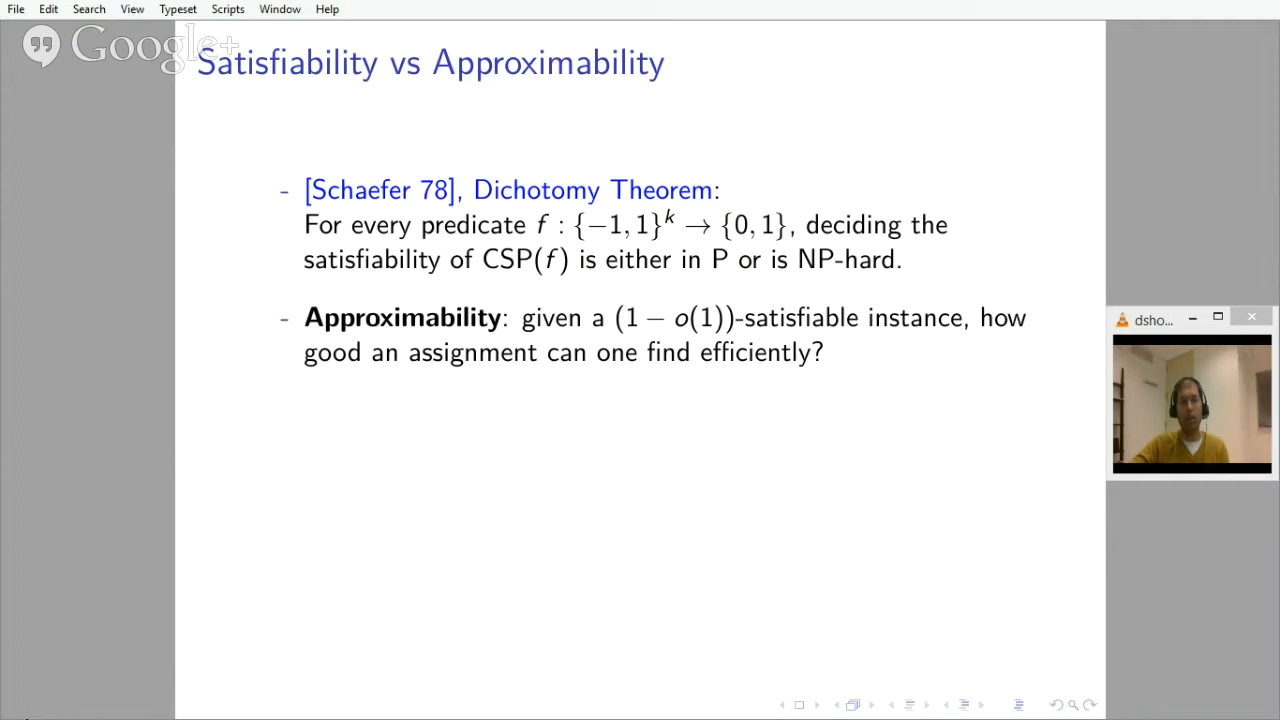 File Edit Search View Typeset Scripts Window Help
Google+
Satisfiability vs Approximability
- [Schaefer 78], Dichotomy Theorem:
For every predicate f : {−1, 1}^k → {0, 1}, deciding the
satisfiability of CSP(f) is either in P or is NP-hard.
- Approximability: given a (1 − o(1))-satisfiable instance, how
good an assignment can one find efficiently?
dsho...